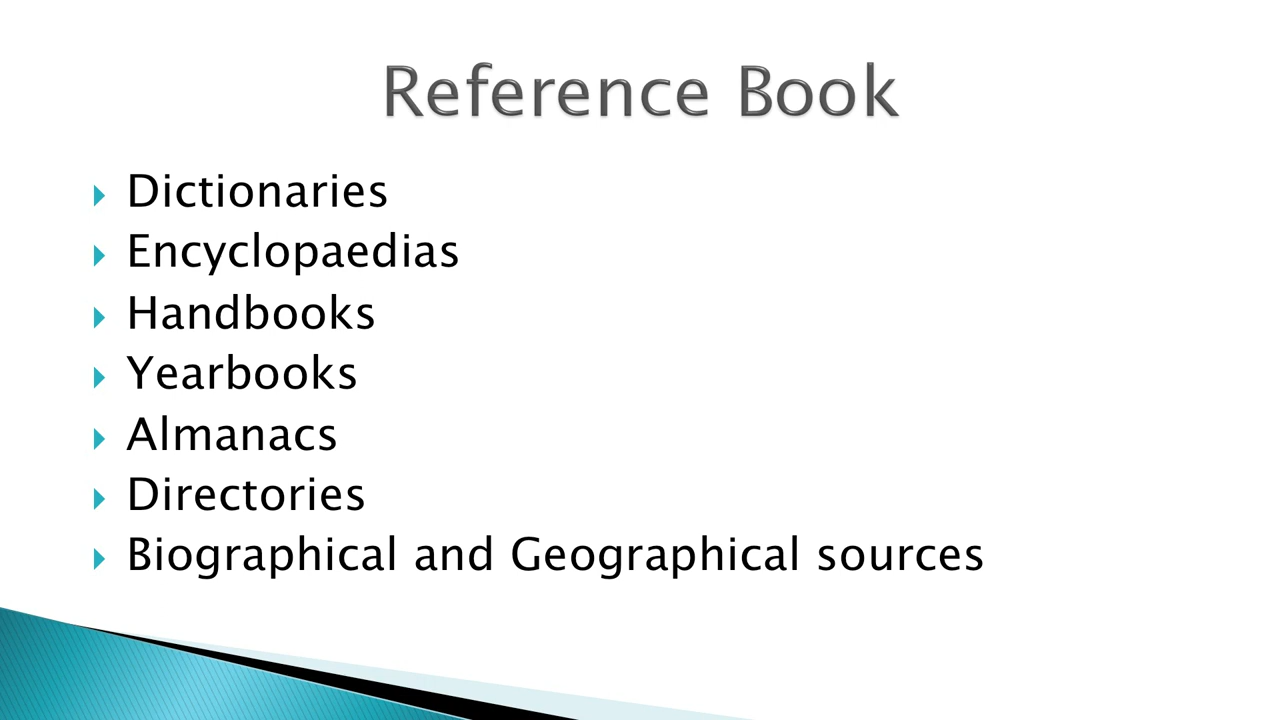 Reference Book
Dictionaries
Encyclopaedias
Handbooks
Yearbooks
Almanacs
Directories
Biographical and Geographical sources